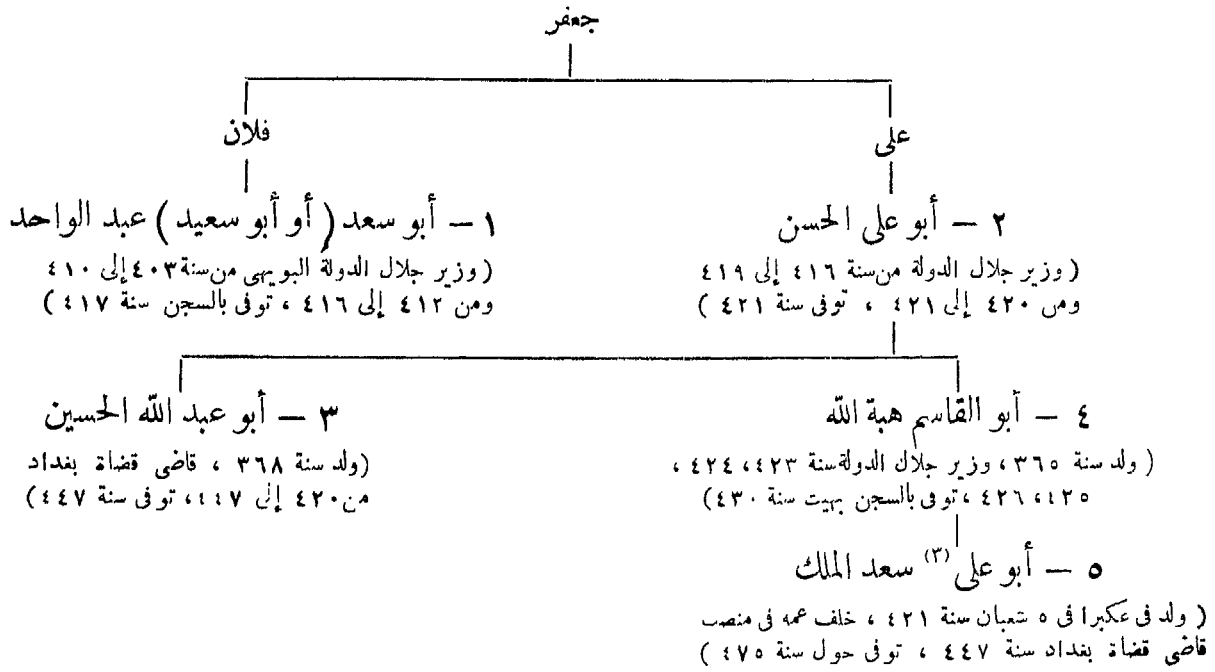 جعفر
على
فلان
٢ — أبو على الحسن
( وزير جلال الدولة من سنة ٤١٦ إلى ٤١٩
ومن ٤٢٠ إلى ٤٢١ ، توفى سنة ٤٢١ )
١ — أبو سعد ( أو أبو سعيد ) عبد الواحد
( وزير جلال الدولة البويهى من سنة ٤٠٣ إلى ٤١٠
ومن ٤١٢ إلى ٤١٦ ، توفى بالسجن سنة ٤١٧ )
٤ — أبو القاسم هبة الله
( ولد سنة ٣٦٥ ، وزير جلال الدولة سنة ٤٢٣ ، ٤٢٤ ،
٤٢٥ ، ٤٢٦ ، توفى بالسجن بهيت سنة ٤٣٠ )
٣ — أبو عبد الله الحسين
( ولد سنة ٣٦٨ ، قاضى قضاة بغداد
من ٤٢٠ إلى ٤٤٧ ، توفى سنة ٤٤٧ )
٥ — أبو على (٣) سعد الملك
( ولد فى عكبرا فى ٥ شعبان سنة ٤٢١ ، خلف عمه فى منصب
قاضى قضاة بغداد سنة ٤٤٧ ، توفى حول سنة ٤٧٥ )